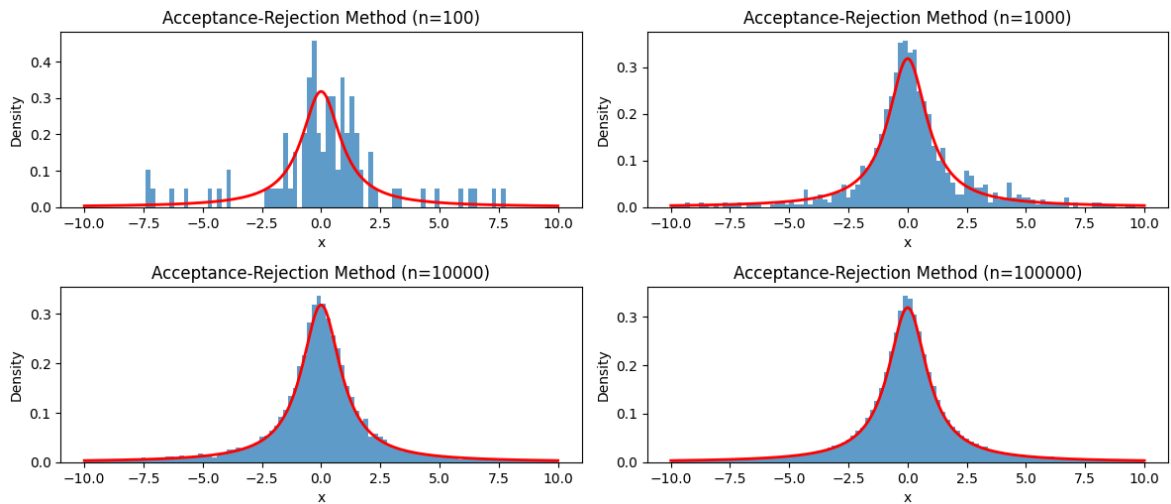 Acceptance-Rejection Method (n=100)
Density
0.4
0.3
0.2
0.1
0.0
−10.0 −7.5 −5.0 −2.5 0.0 2.5 5.0 7.5 10.0
x
Acceptance-Rejection Method (n=1000)
Density
0.3
0.2
0.1
0.0
−10.0 −7.5 −5.0 −2.5 0.0 2.5 5.0 7.5 10.0
x
Acceptance-Rejection Method (n=10000)
Density
0.3
0.2
0.1
0.0
−10.0 −7.5 −5.0 −2.5 0.0 2.5 5.0 7.5 10.0
x
Acceptance-Rejection Method (n=100000)
Density
0.3
0.2
0.1
0.0
−10.0 −7.5 −5.0 −2.5 0.0 2.5 5.0 7.5 10.0
x